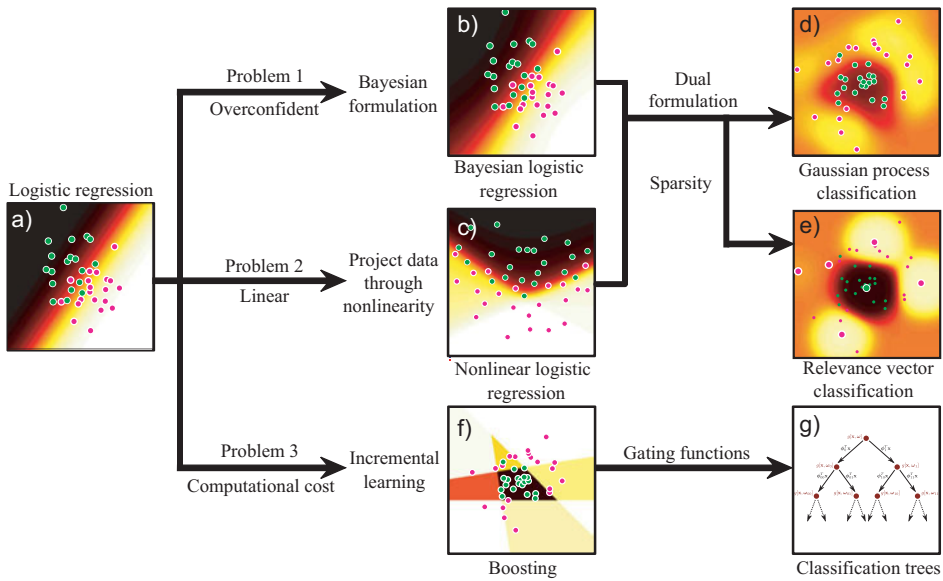 Logistic regression
a)
Problem 1
Overconfident
Bayesian
formulation
b)
Bayesian logistic
regression
Problem 2
Linear
Project data
through
nonlinearity
c)
Nonlinear logistic
regression
Dual
formulation
Sparsity
d)
Gaussian process
classification
e)
Relevance vector
classification
Problem 3
Computational cost
Incremental
learning
f)
Boosting
Gating functions
g)
Classification trees